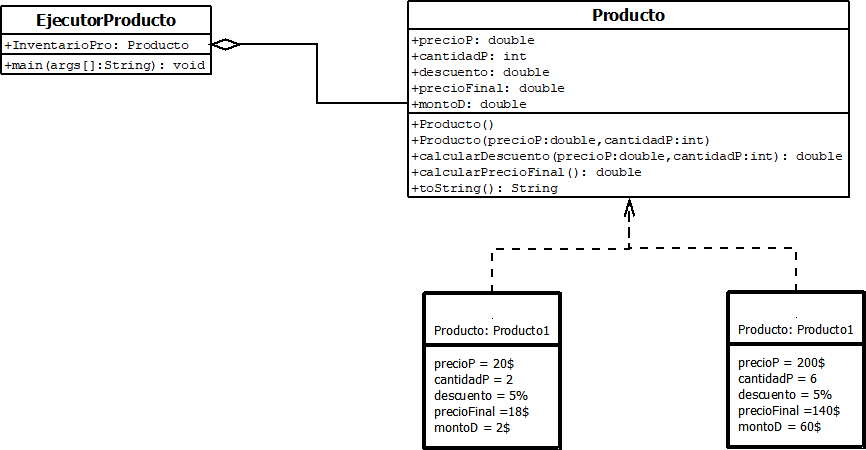 EjecutorProducto
+InventarioPro: Producto
+main(args[]:String): void
Producto
+precioP: double
+cantidadP: int
+descuento: double
+precioFinal: double
+montoD: double
+Producto()
+Producto(precioP:double,cantidadP:int)
+calcularDescuento(precioP:double,cantidadP:int): double
+calcularPrecioFinal(): double
+toString(): String
Producto: Producto1
precioP = 20$
cantidadP = 2
descuento = 5%
precioFinal =18$
montoD = 2$
Producto: Producto1
precioP = 200$
cantidadP = 6
descuento = 5%
precioFinal =140$
montoD = 60$